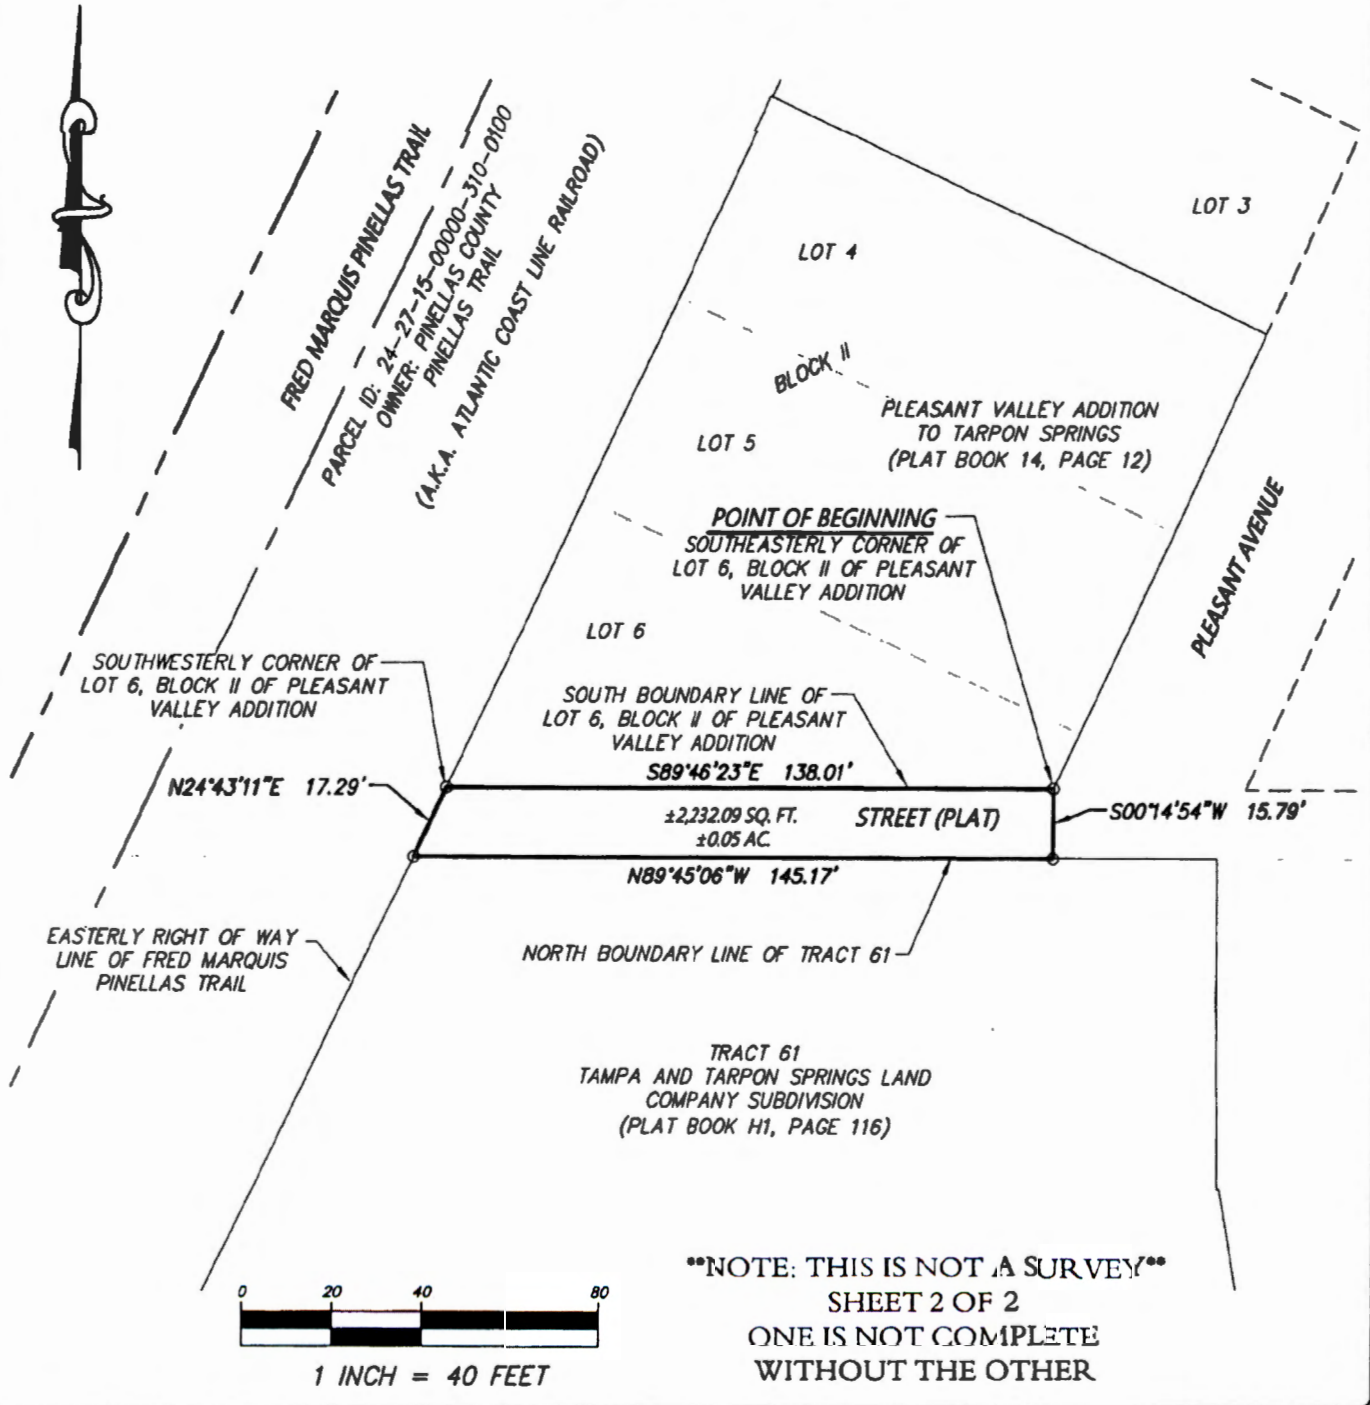 FRED MARQUIS PINELLAS TRAIL
PARCEL ID: 24-27-15-00000-310-0100
OWNER: PINELLAS COUNTY
PINELLAS TRAIL
(A.K.A. ATLANTIC COAST LINE RAILROAD)
LOT 3
LOT 4
BLOCK II
PLEASANT VALLEY ADDITION
TO TARPON SPRINGS
(PLAT BOOK 14, PAGE 12)
LOT 5
POINT OF BEGINNING
SOUTHEASTERLY CORNER OF
LOT 6, BLOCK II OF PLEASANT
VALLEY ADDITION
PLEASANT AVENUE
LOT 6
SOUTHWESTERLY CORNER OF
LOT 6, BLOCK II OF PLEASANT
VALLEY ADDITION
SOUTH BOUNDARY LINE OF
LOT 6, BLOCK II OF PLEASANT
VALLEY ADDITION
S89°46'23"E 138.01'
N24°43'11"E 17.29'
±2,232.09 SQ. FT.
±0.05 AC.
STREET (PLAT)
S00°14'54"W 15.79'
N89°45'06"W 145.17'
EASTERLY RIGHT OF WAY
LINE OF FRED MARQUIS
PINELLAS TRAIL
NORTH BOUNDARY LINE OF TRACT 61
TRACT 61
TAMPA AND TARPON SPRINGS LAND
COMPANY SUBDIVISION
(PLAT BOOK H1, PAGE 116)
0 20 40 80
1 INCH = 40 FEET
**NOTE: THIS IS NOT A SURVEY**
SHEET 2 OF 2
ONE IS NOT COMPLETE
WITHOUT THE OTHER